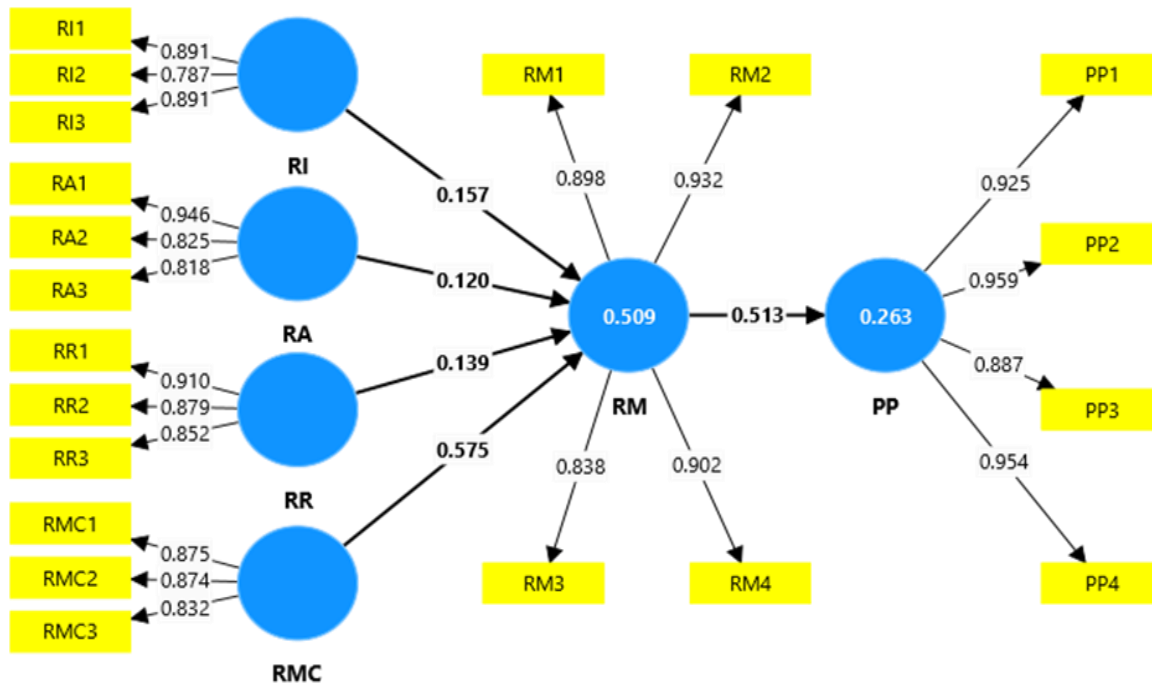 RI1
RI2
RI3
0.891
0.787
0.891
RI
RA1
RA2
RA3
0.946
0.825
0.818
RA
RR1
RR2
RR3
0.910
0.879
0.852
RR
RMC1
RMC2
RMC3
0.875
0.874
0.832
RMC
0.157
0.120
0.139
0.575
RM1
RM2
0.898
0.932
0.509
RM
0.838
0.902
RM3
RM4
0.513
0.263
PP
0.925
0.959
0.887
0.954
PP1
PP2
PP3
PP4